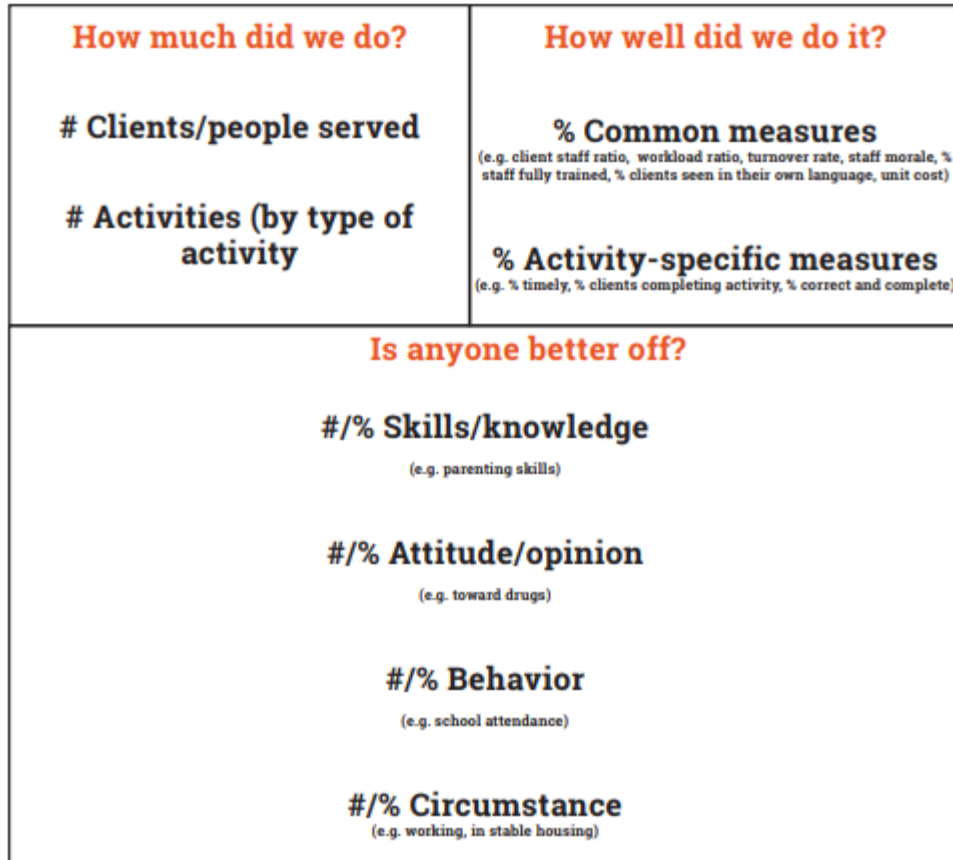 How much did we do?
# Clients/people served
# Activities (by type of
activity
How well did we do it?
% Common measures
(e.g. client staff ratio, workload ratio, turnover rate, staff morale, %
staff fully trained, % clients seen in their own language, unit cost)
% Activity-specific measures
(e.g. % timely, % clients completing activity, % correct and complete)
Is anyone better off?
#/% Skills/knowledge
(e.g. parenting skills)
#/% Attitude/opinion
(e.g. toward drugs)
#/% Behavior
(e.g. school attendance)
#/% Circumstance
(e.g. working, in stable housing)